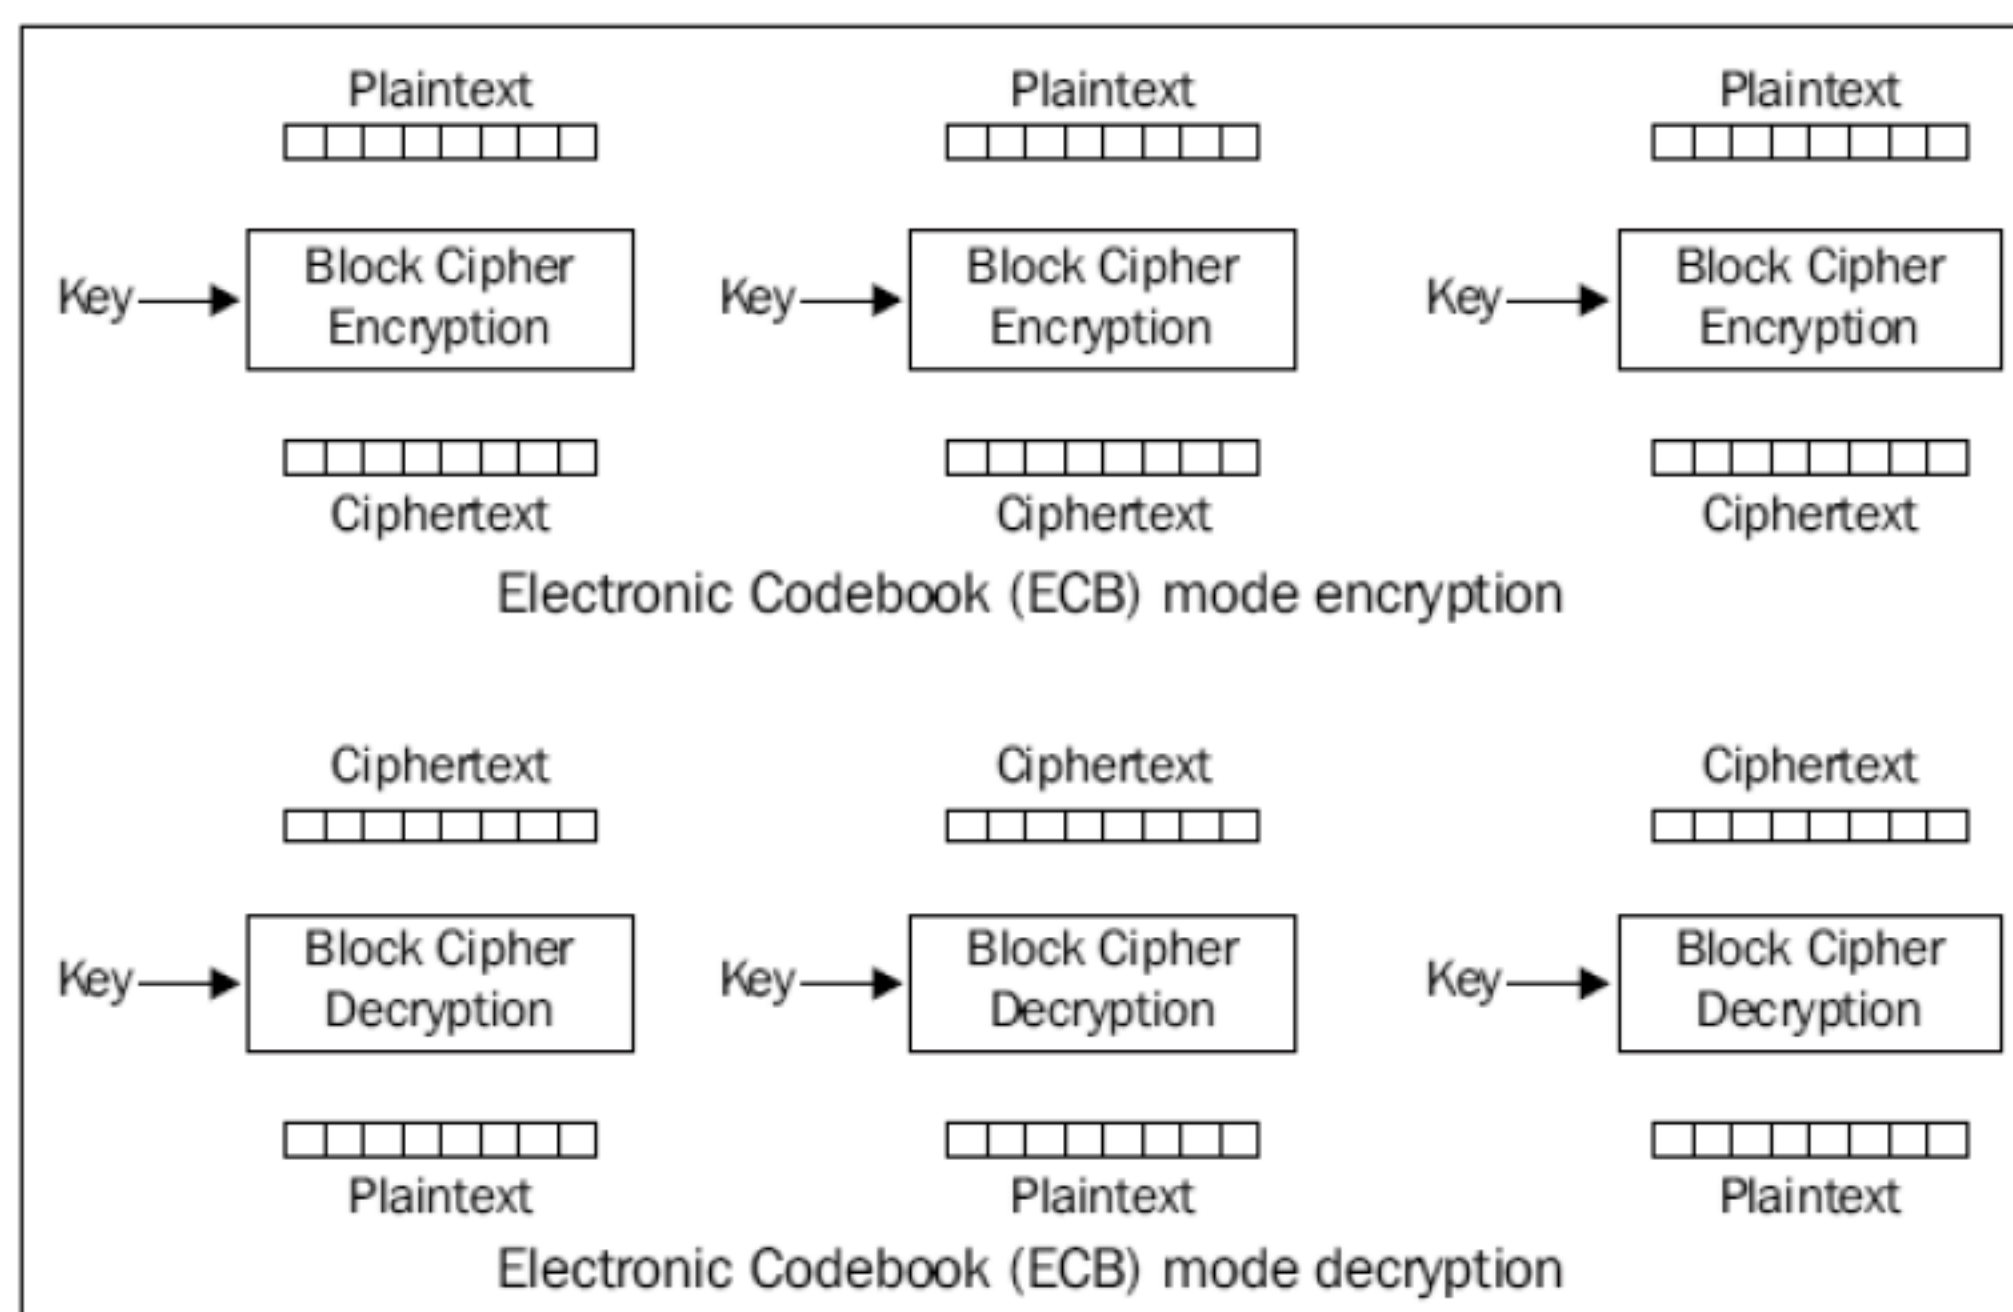 Plaintext Plaintext Plaintext
Key Block Cipher Encryption Key Block Cipher Encryption Key Block Cipher Encryption
Ciphertext Ciphertext Ciphertext
Electronic Codebook (ECB) mode encryption
Ciphertext Ciphertext Ciphertext
Key Block Cipher Decryption Key Block Cipher Decryption Key Block Cipher Decryption
Plaintext Plaintext Plaintext
Electronic Codebook (ECB) mode decryption